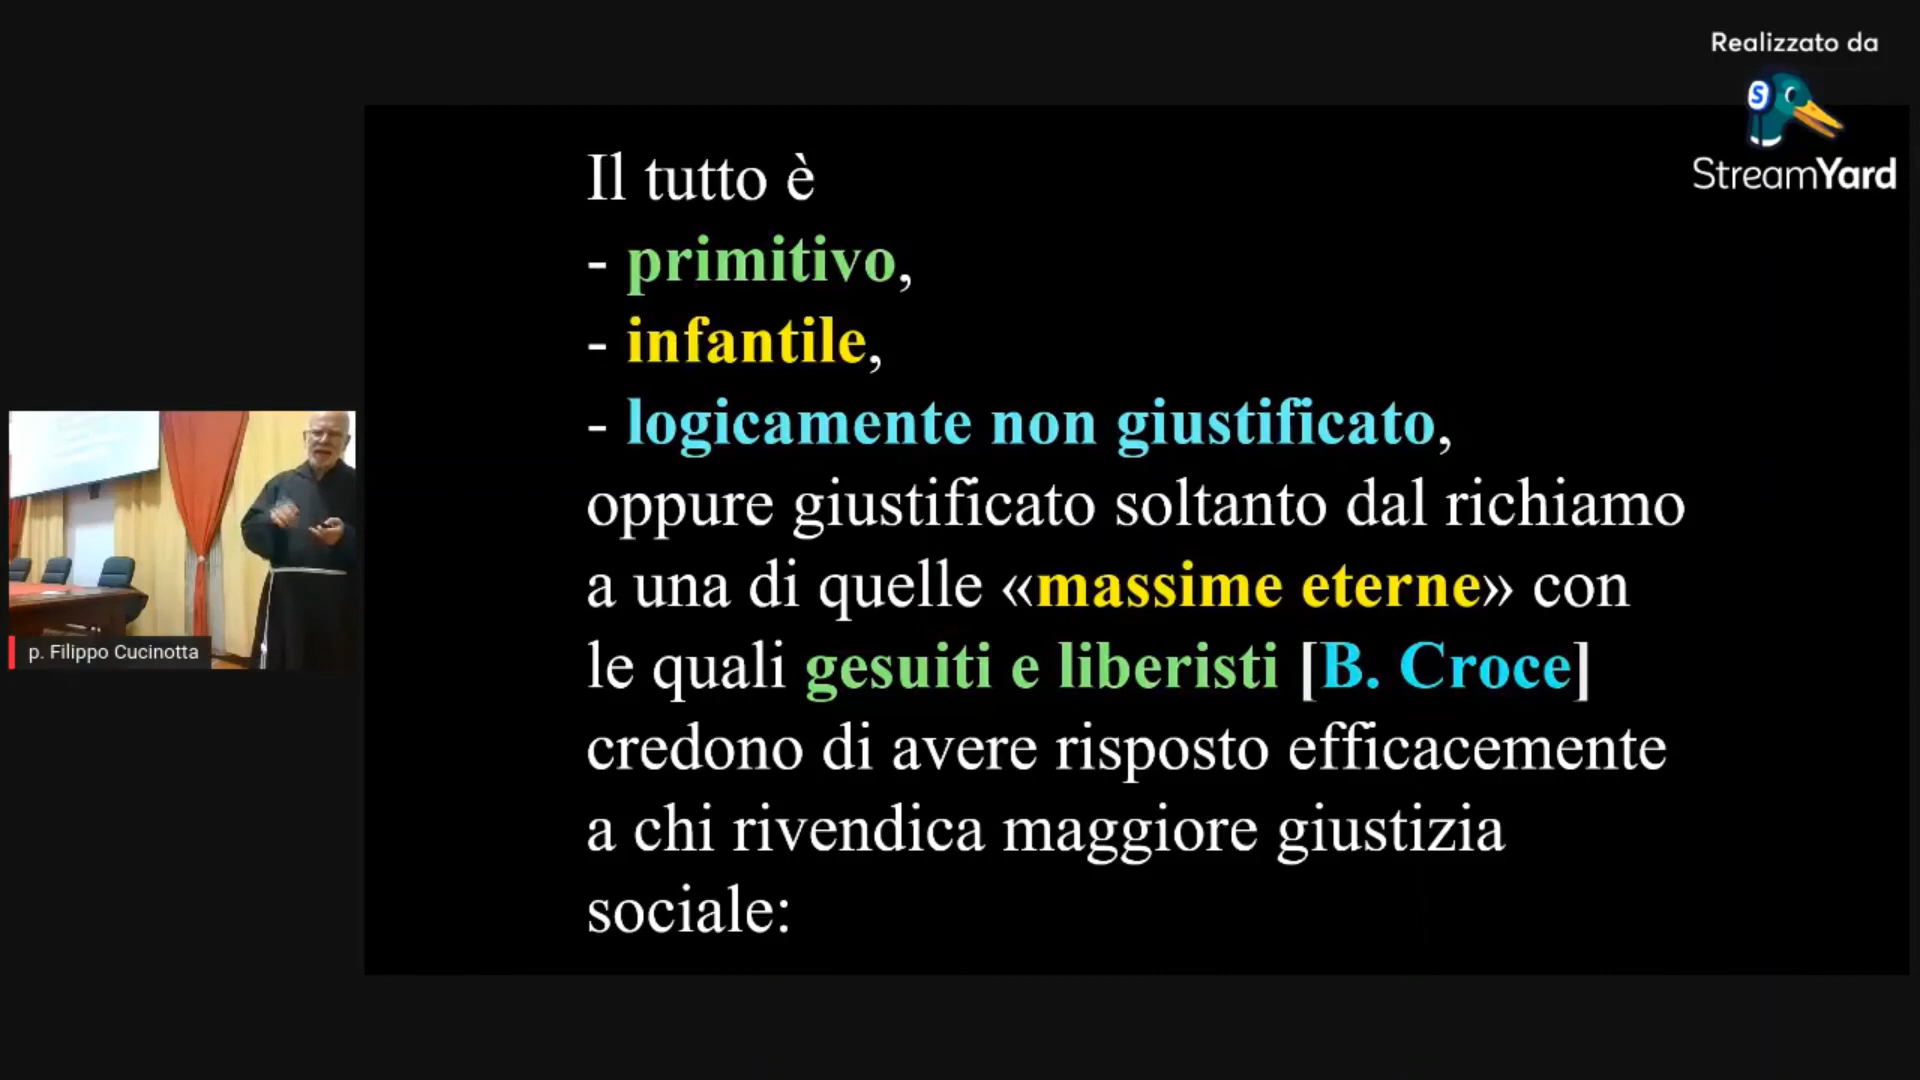 Realizzato da
StreamYard
Il tutto è
- primitivo,
- infantile,
- logicamente non giustificato,
oppure giustificato soltanto dal richiamo
a una di quelle «massime eterne» con
le quali gesuiti e liberisti [B. Croce]
credono di avere risposto efficacemente
a chi rivendica maggiore giustizia
sociale:
p. Filippo Cucinotta